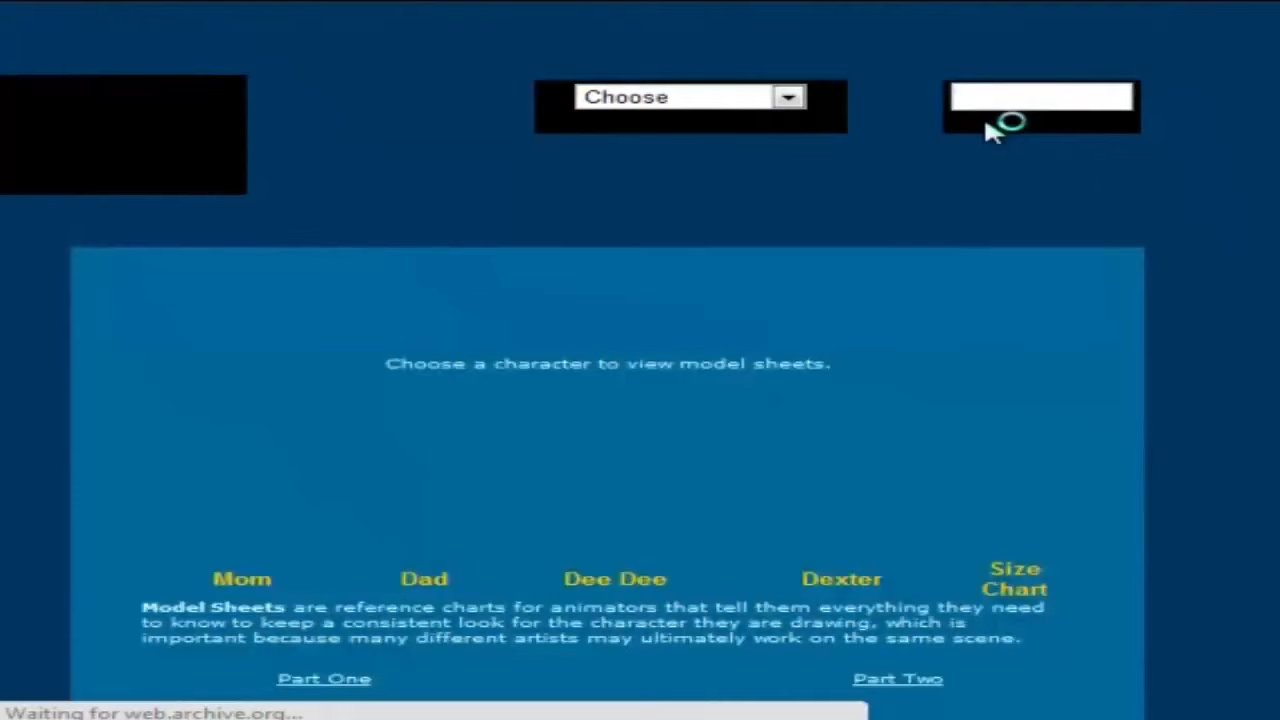 Choose
Choose a character to view model sheets.
Mom Dad Dee Dee Dexter Size Chart
Model Sheets are reference charts for animators that tell them everything they need
to know to keep a consistent look for the character they are drawing, which is
important because many different artists may ultimately work on the same scene.
Part One Part Two
Waiting for web.archive.org...